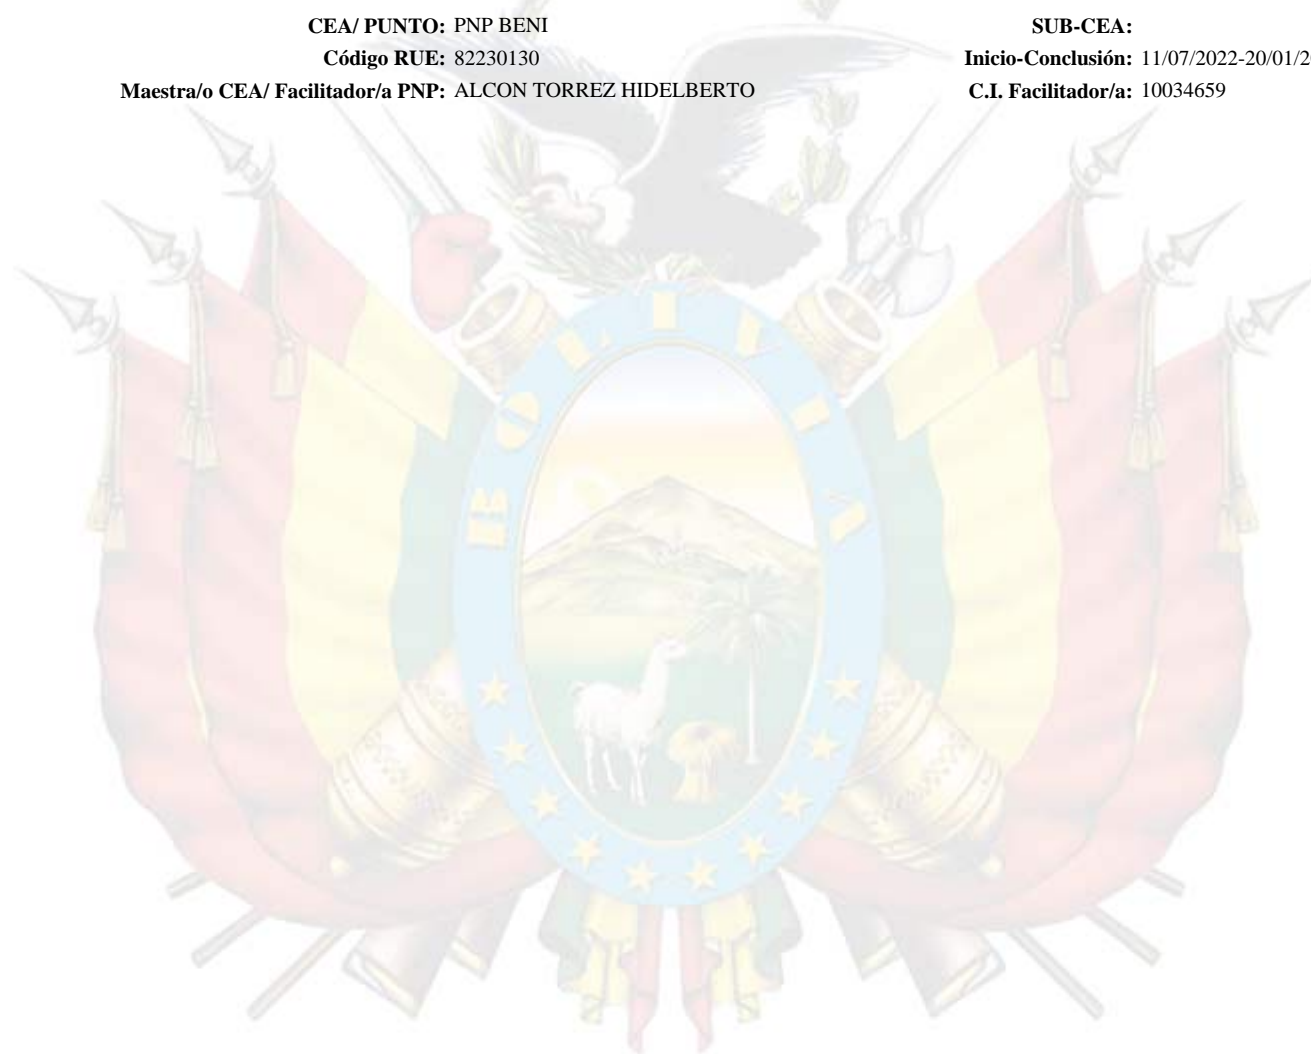 CEA/ PUNTO: PNP BENI SUB-CEA:
Código RUE: 82230130 Inicio-Conclusión: 11/07/2022-20/01/2
Maestra/o CEA/ Facilitador/a PNP: ALCON TORREZ HIDELBERTO C.I. Facilitador/a: 10034659
BOLIVIA